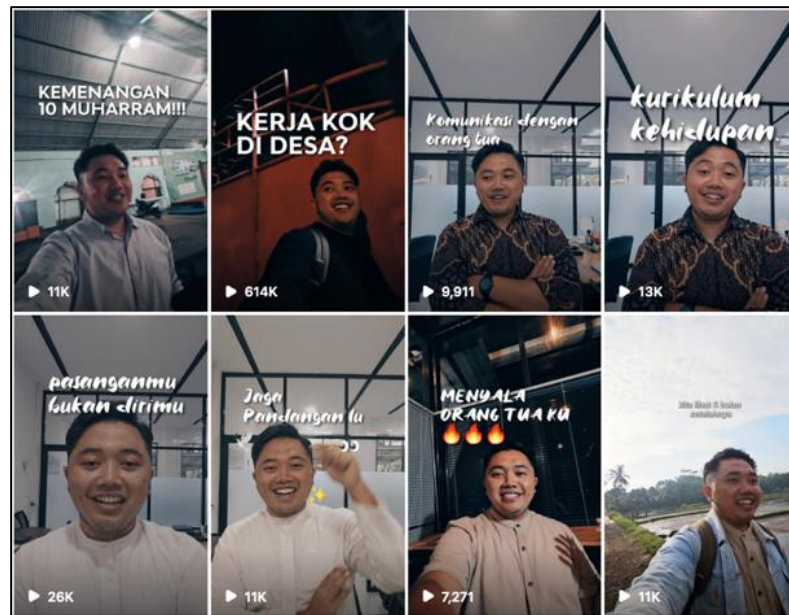 KEMENANGAN
10 MUHARRAM!!!
11K
KERJA KOK
DI DESA?
614K
Komunikasi dengan
orang tua
9,911
kurikulum
kehidupan.
13K
pasanganmu
bukan dirimu
26K
Jaga
Pandangan lu
11K
MENYALA
ORANG TUA KU
🔥🔥🔥
7,271
11K